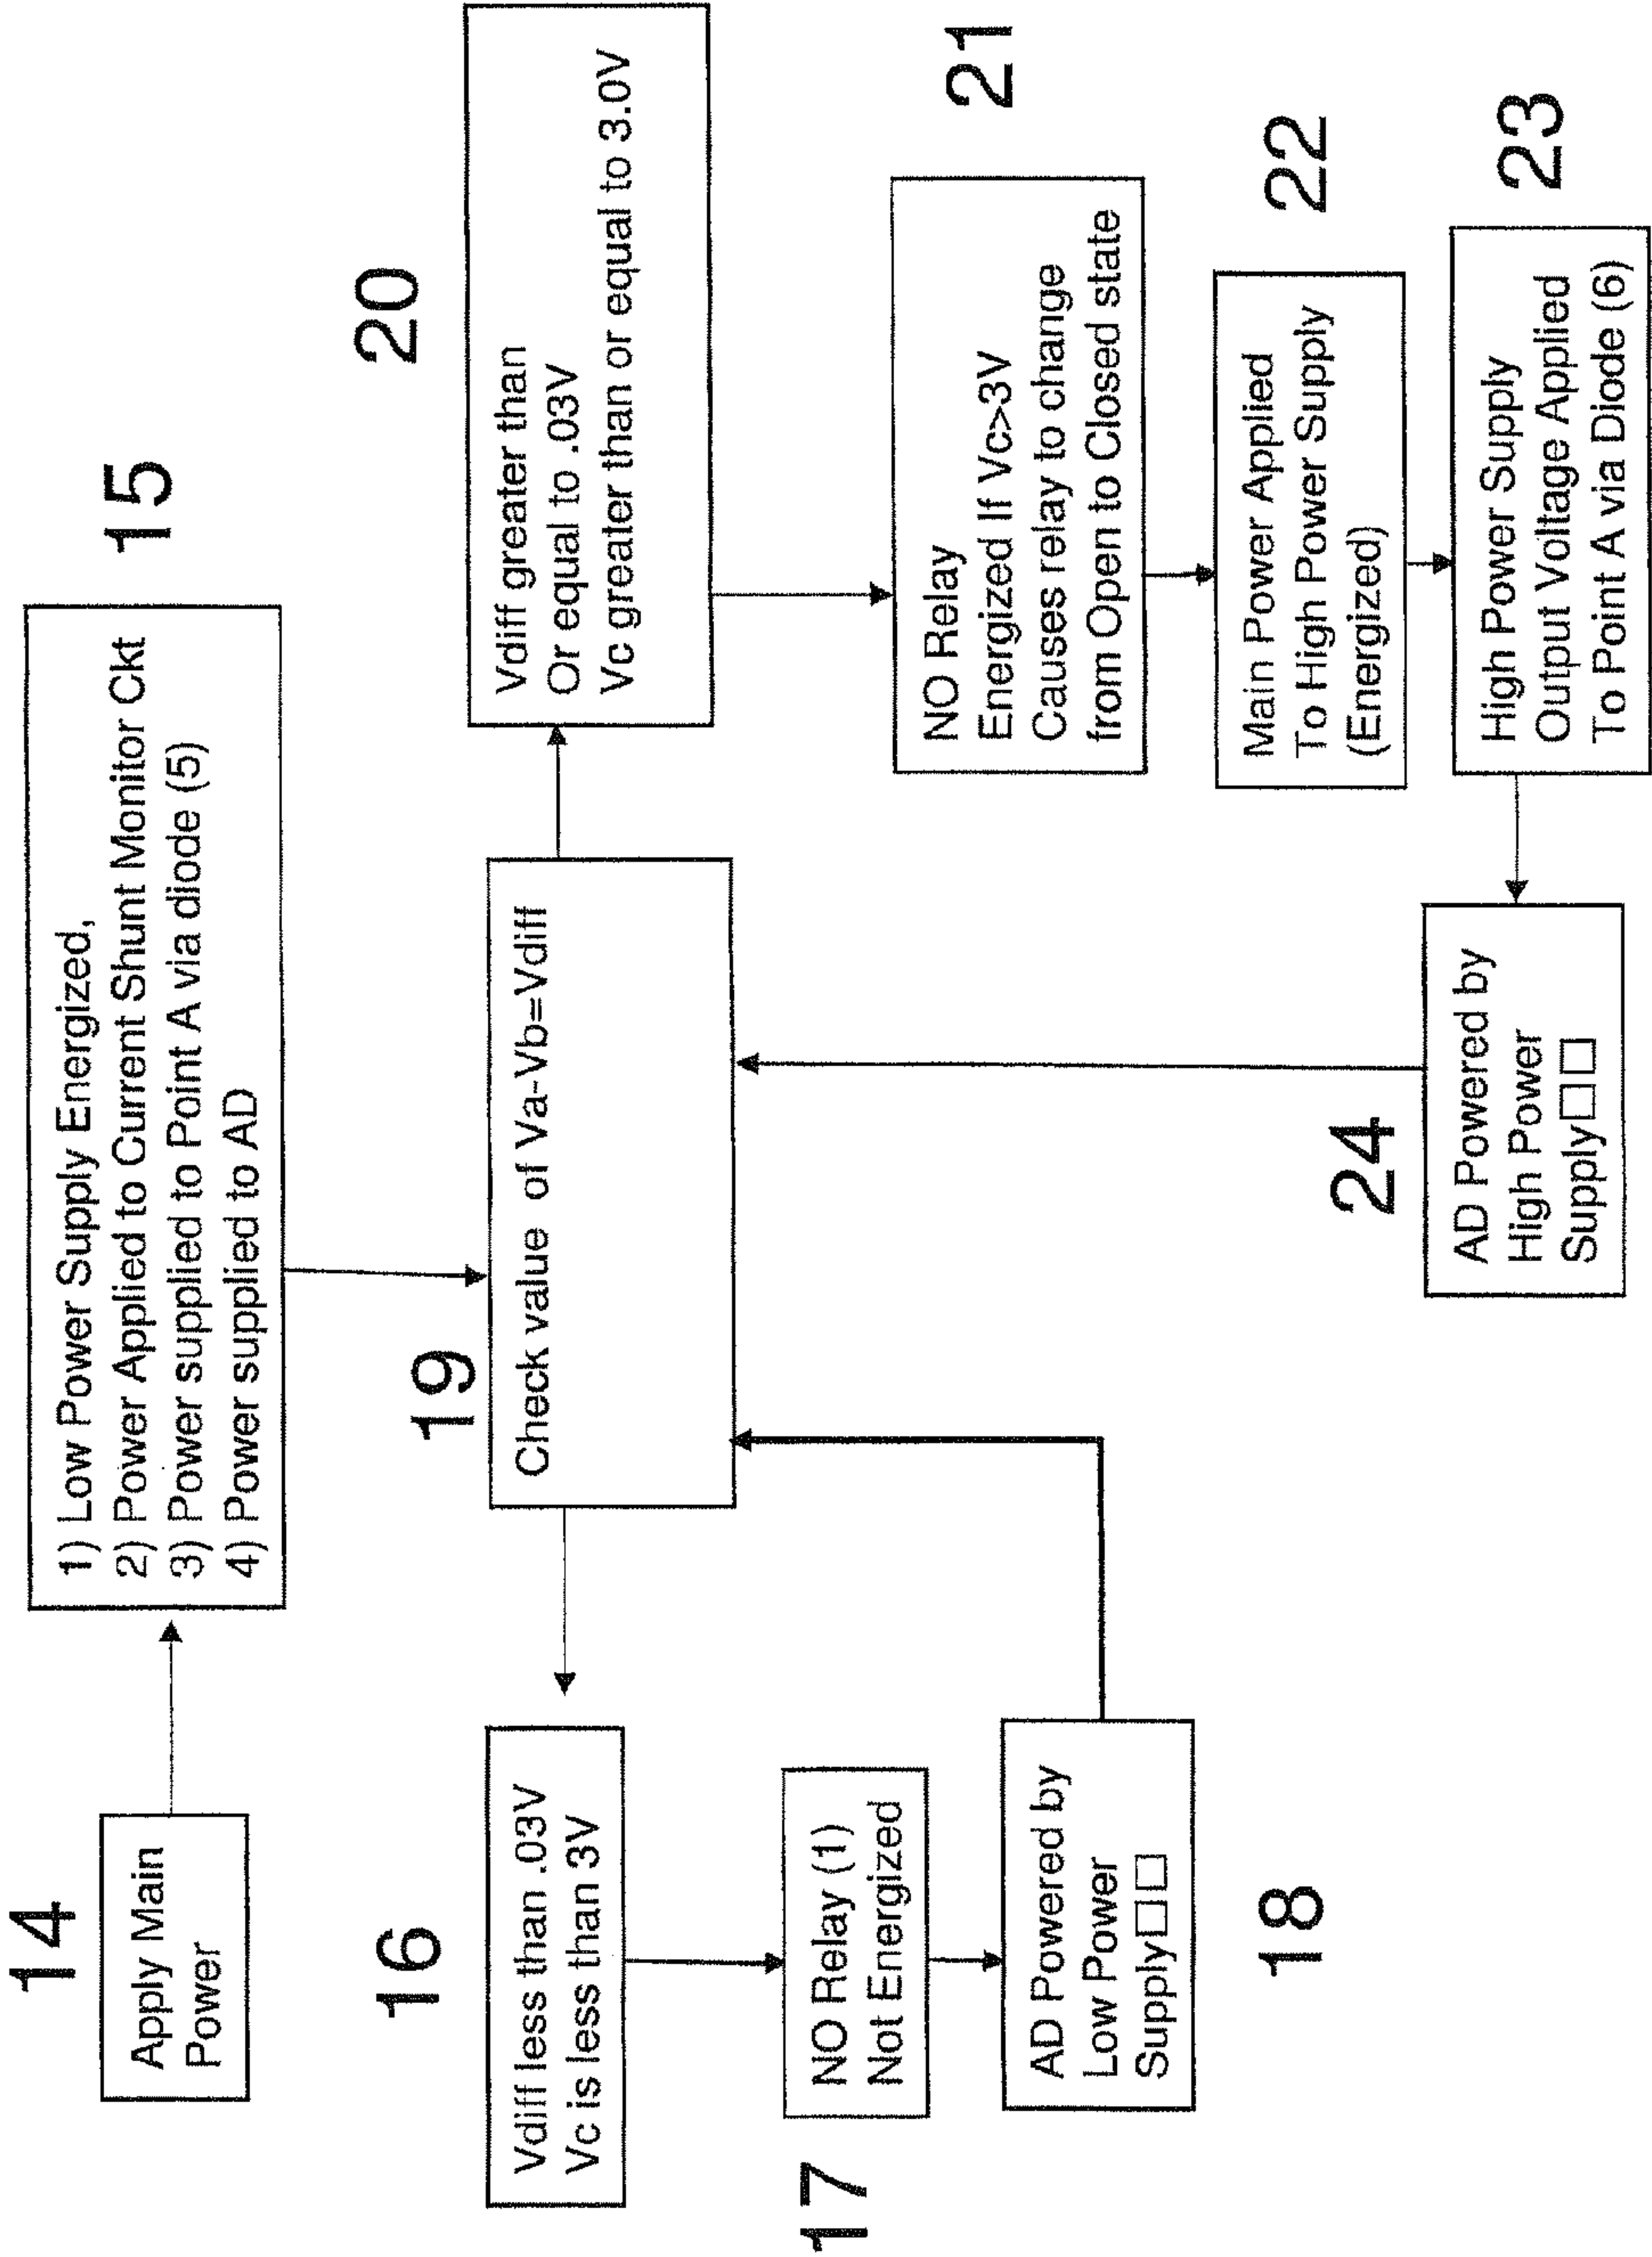 14
Apply Main
Power
15
1) Low Power Supply Energized,
2) Power Applied to Current Shunt Monitor Ckt
3) Power supplied to Point A via diode (5)
4) Power supplied to AD
16
Vdiff less than .03V
Vc is less than 3V
17
NO Relay (1)
Not Energized
AD Powered by
Low Power
Supply□□
18
19
Check value of Va-Vb=Vdiff
20
Vdiff greater than
Or equal to .03V
Vc greater than or equal to 3.0V
NO Relay
Energized If Vc>3V
Causes relay to change
from Open to Closed state
21
Main Power Applied
To High Power Supply
(Energized)
22
High Power Supply
Output Voltage Applied
To Point A via Diode (6)
23
24
AD Powered by
High Power
Supply□□